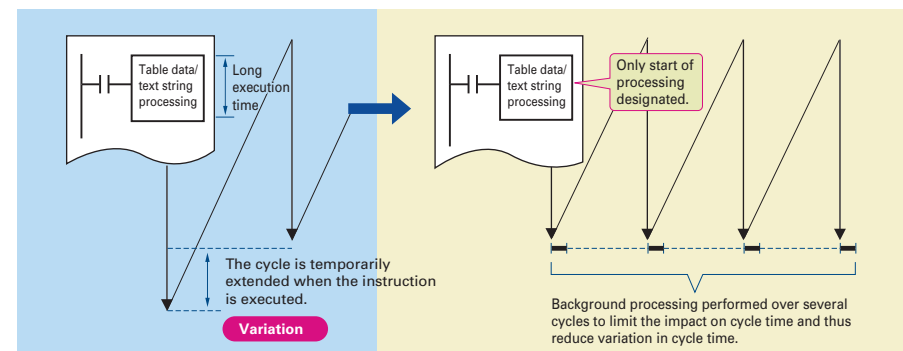 Table data/
text string
processing
Long
execution
time
The cycle is temporarily
extended when the instruction
is executed.
Variation
Table data/
text string
processing
Only start of
processing
designated.
Background processing performed over several
cycles to limit the impact on cycle time and thus
reduce variation in cycle time.